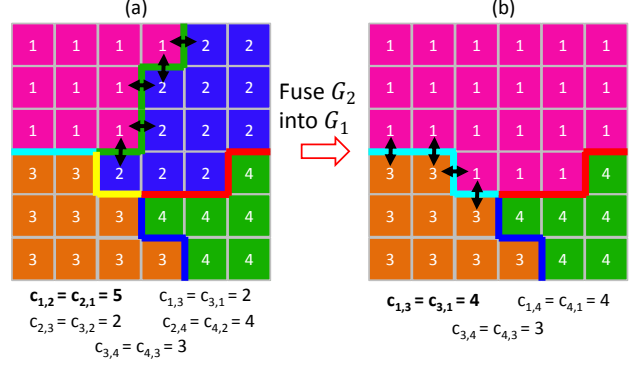 (a)
(b)
1 1 1 1 2 2
1 1 1 2 2 2
1 1 1 2 2 2
3 3 2 2 2 4
3 3 3 4 4 4
3 3 3 3 4 4
Fuse G₂
into G₁
1 1 1 1 1 1
1 1 1 1 1 1
1 1 1 1 1 1
3 3 1 1 1 4
3 3 3 4 4 4
3 3 3 3 4 4
c₁,₂ = c₂,₁ = 5
c₁,₃ = c₃,₁ = 2
c₂,₃ = c₃,₂ = 2
c₂,₄ = c₄,₂ = 4
c₃,₄ = c₄,₃ = 3
c₁,₃ = c₃,₁ = 4
c₁,₄ = c₄,₁ = 4
c₃,₄ = c₄,₃ = 3